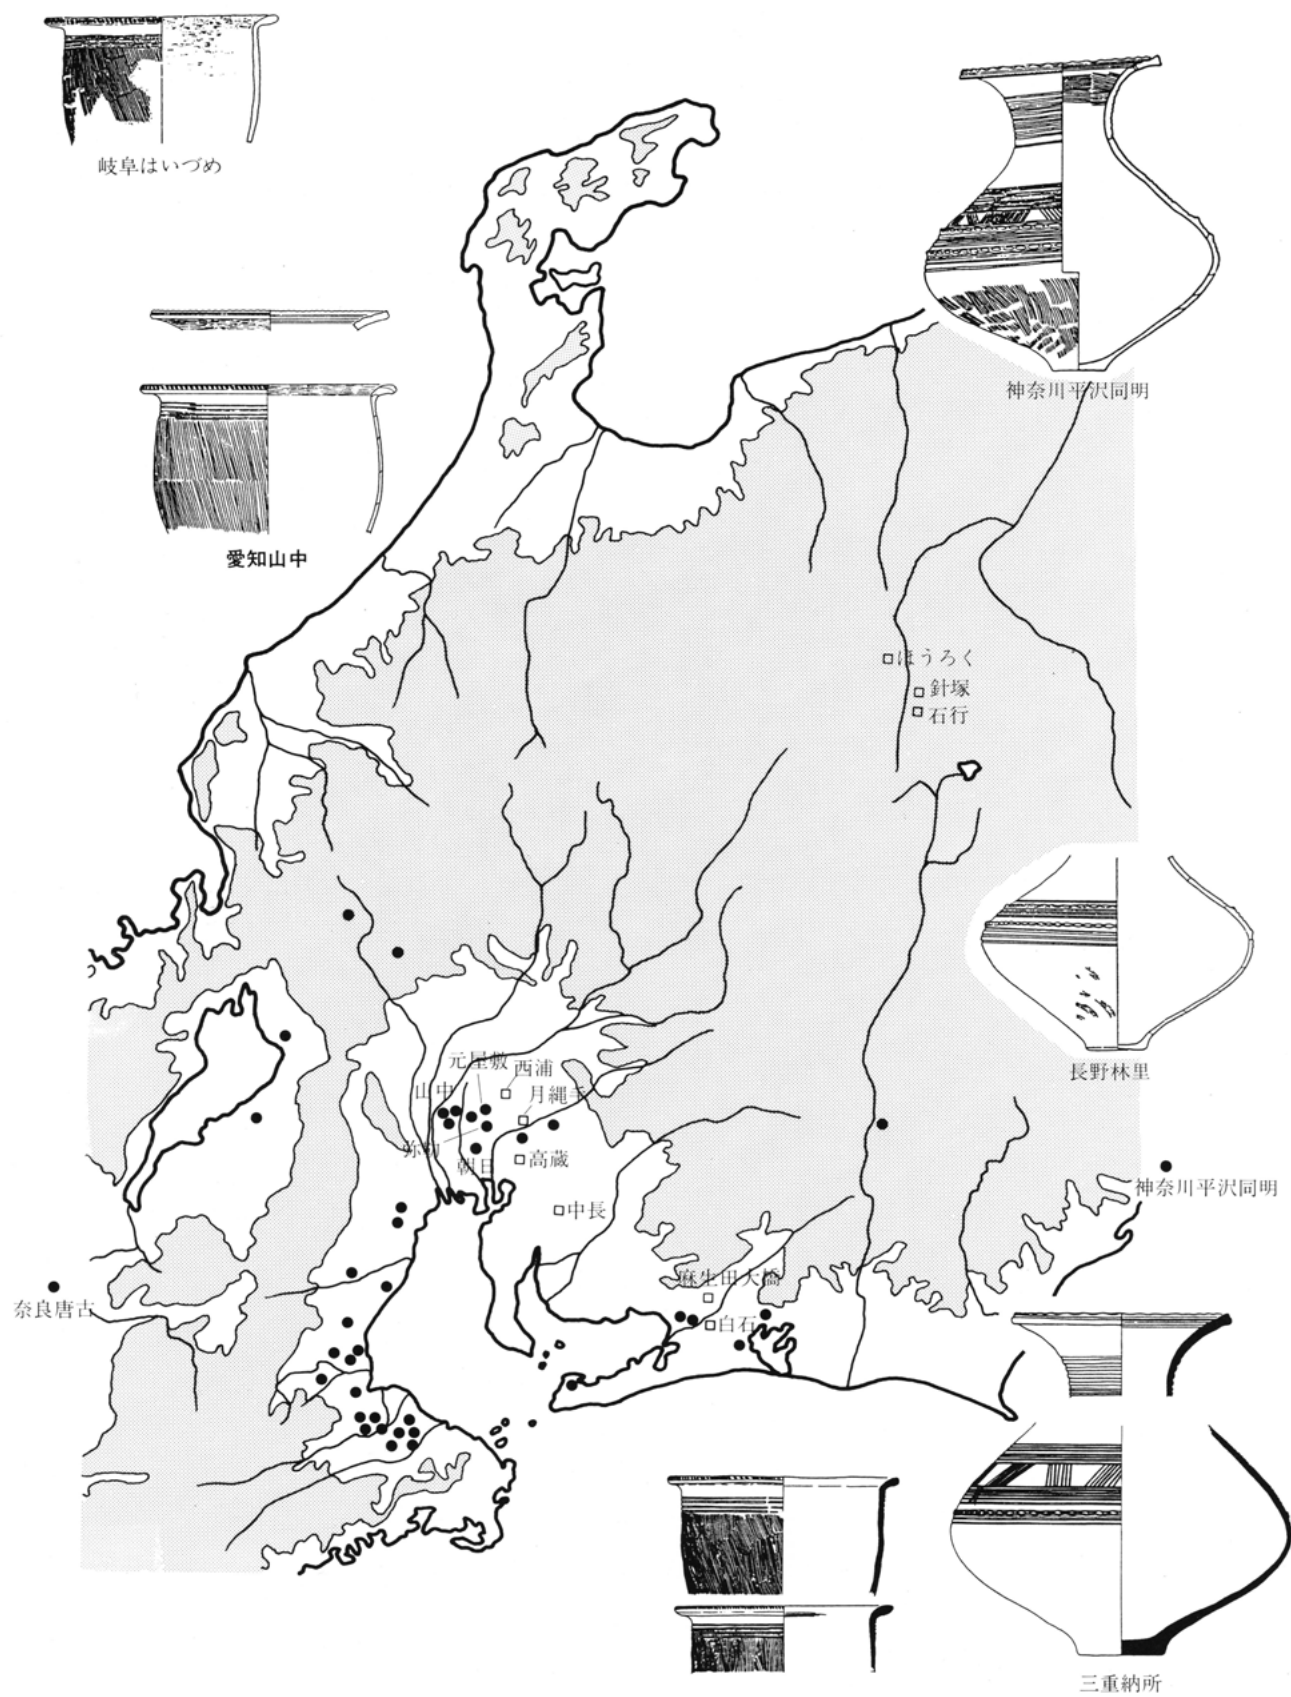 岐阜はいづめ
神奈川平沢同明
愛知山中
ほうろく
針塚
石行
長野林里
元屋敷
西浦
山中
月縄手
弥勒
朝日
高蔵
中長
神奈川平沢同明
麻生田大橋
奈良唐古
白石
三重納所